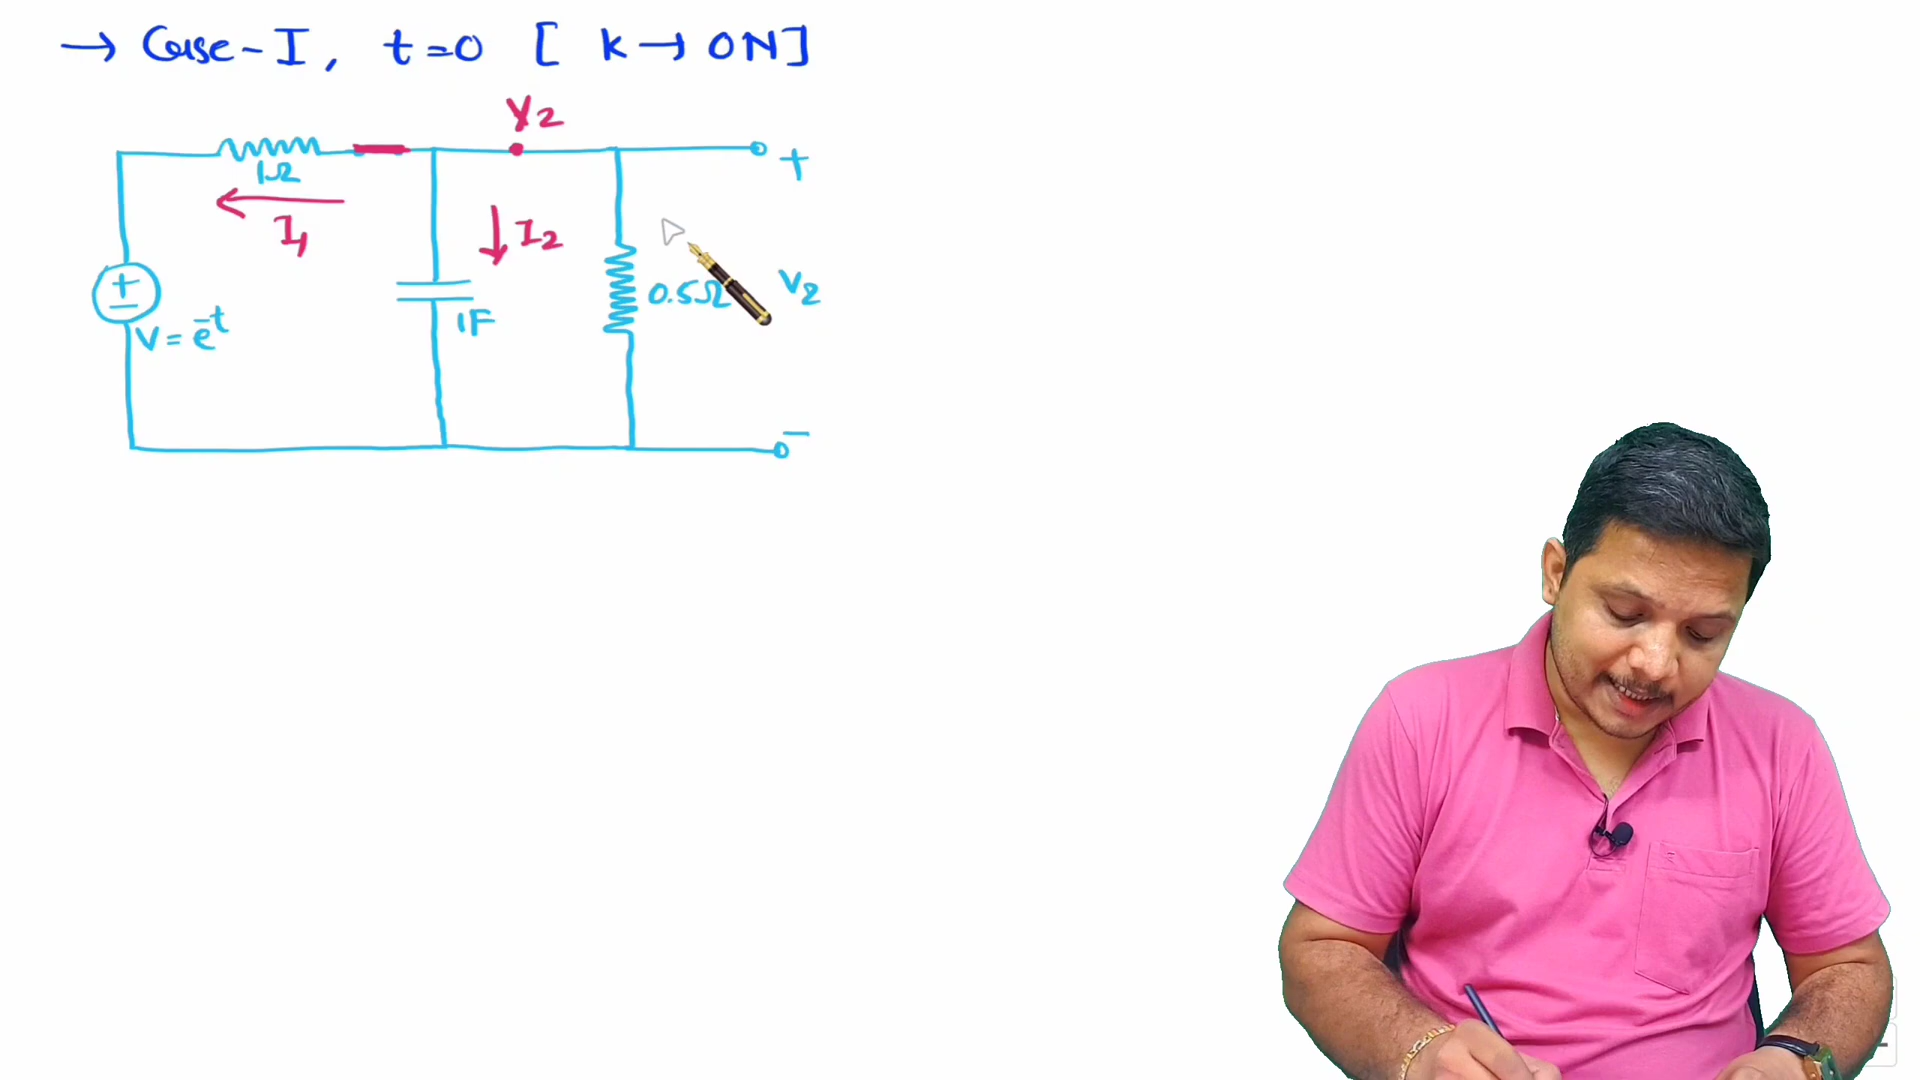 → Case-I, t=0 [ K → ON]
V2
+
1Ω
I1
I2
+
−
0.5Ω
V2
1F
V = e^-t
−